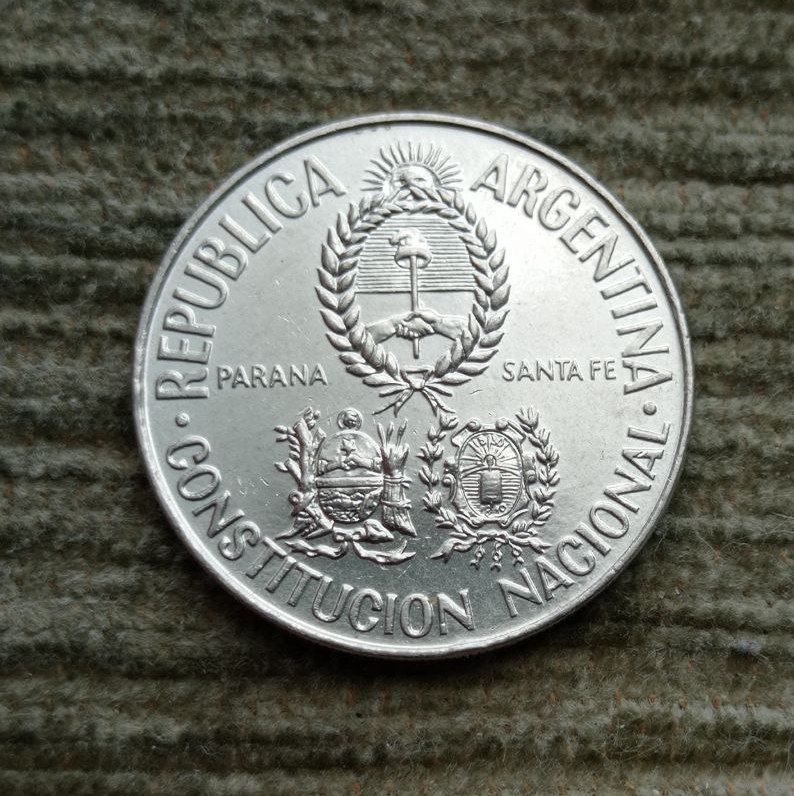 · REPUBLICA ARGENTINA ·
PARANA SANTA FE
CONSTITUCION NACIONAL